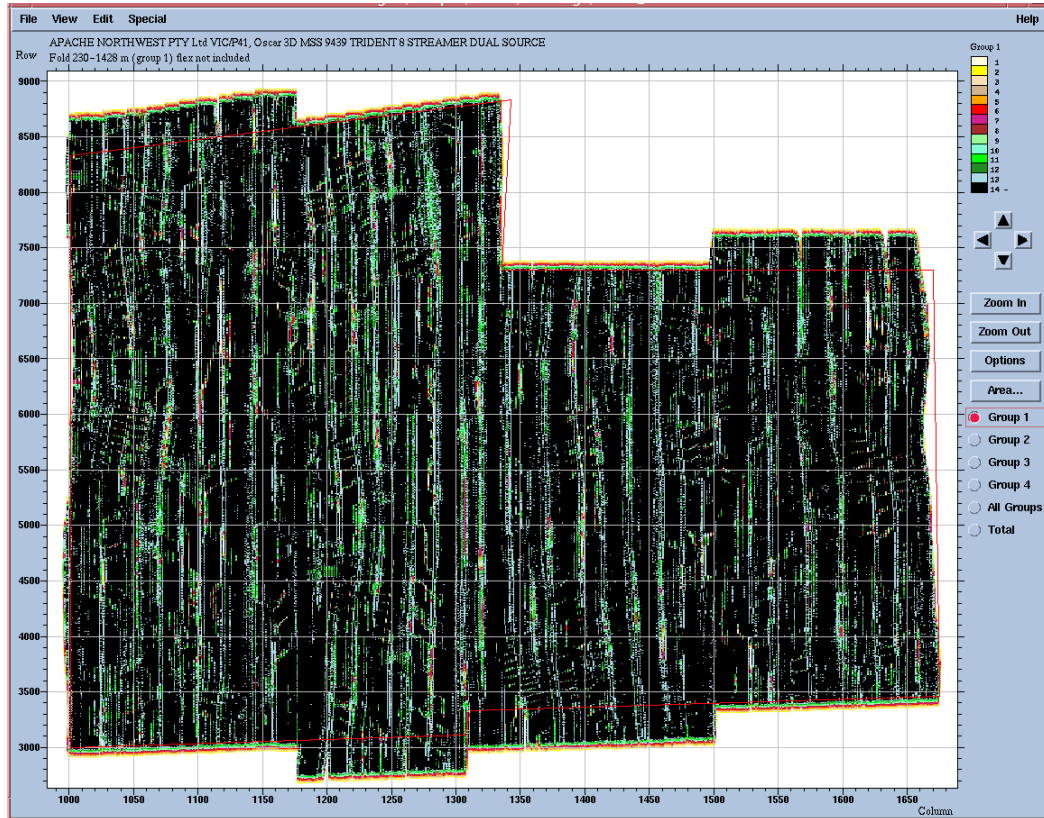 File View Edit Special Help
APACHE NORTHWEST PTY Ltd VIC/P41, Oscar 3D MSS 9439 TRIDENT 8 STREAMER DUAL SOURCE
Row
Fold 230-1428 m (group 1) flex not included
Group 1
1
2
3
4
5
6
7
8
9
10
11
12
13
14 -
9000
8500
8000
7500
7000
6500
6000
5500
5000
4500
4000
3500
3000
Zoom In
Zoom Out
Options
Area...
Group 1
Group 2
Group 3
Group 4
All Groups
Total
1000 1050 1100 1150 1200 1250 1300 1350 1400 1450 1500 1550 1600 1650
Column